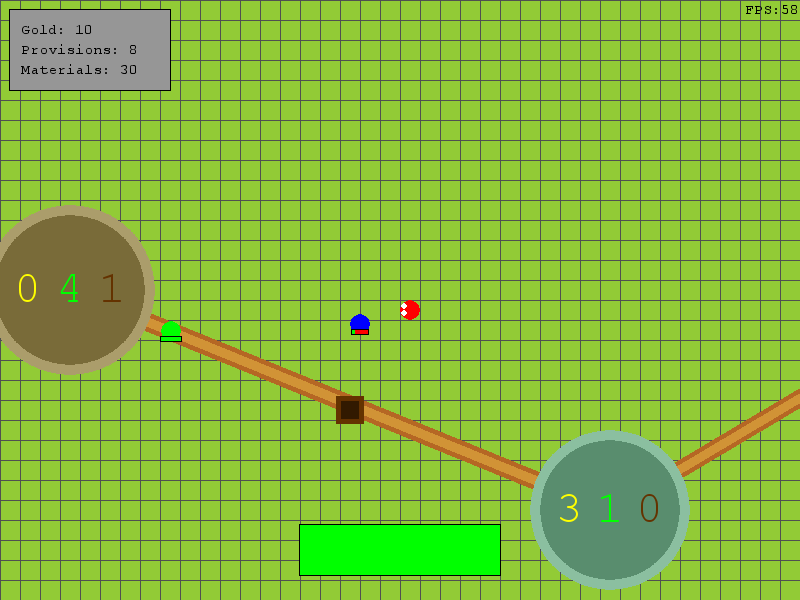 FPS:58
Gold: 10
Provisions: 8
Materials: 30
0 4 1
3 1 0